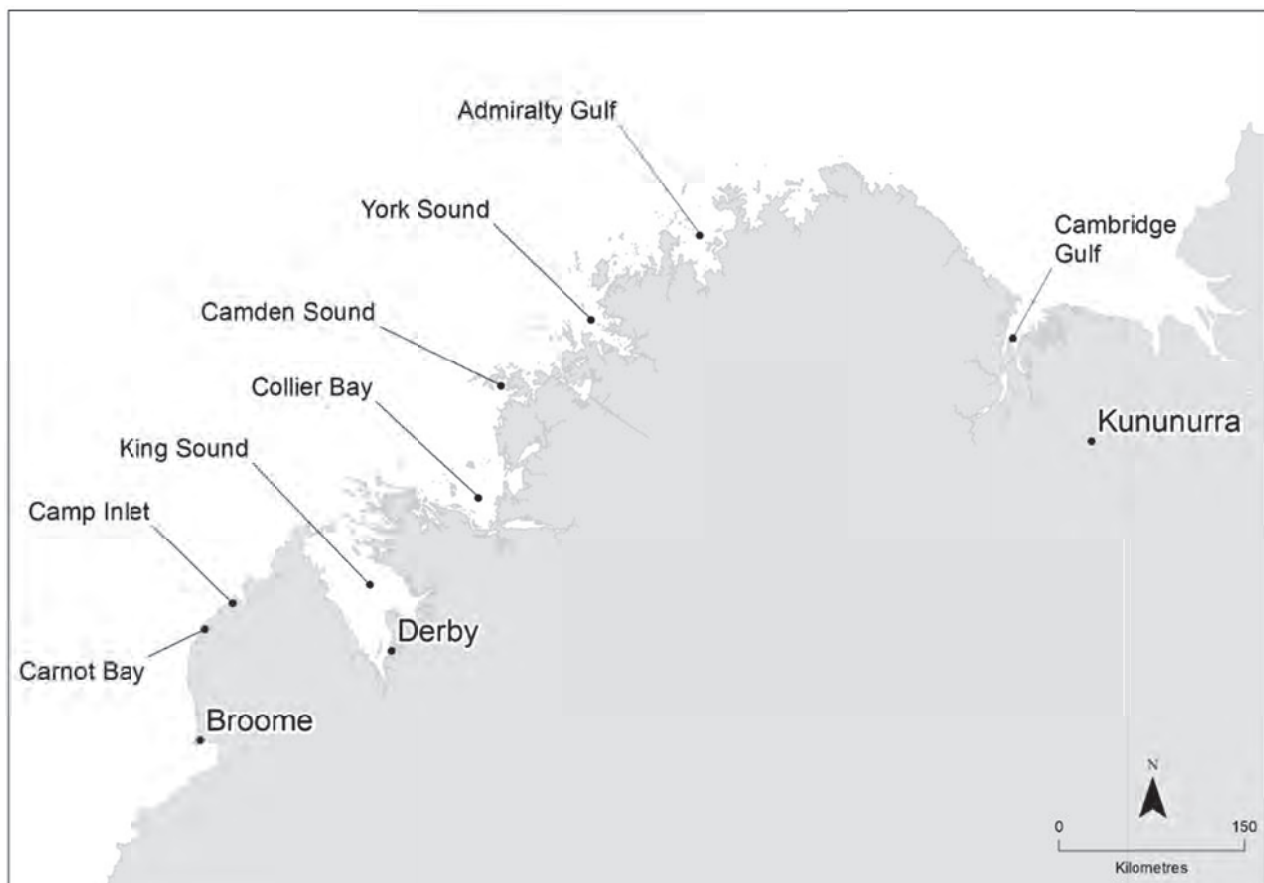 Admiralty Gulf
York Sound
Cambridge
Gulf
Camden Sound
Collier Bay
Kununurra
King Sound
Camp Inlet
Derby
Carnot Bay
Broome
N
0 150
Kilometres